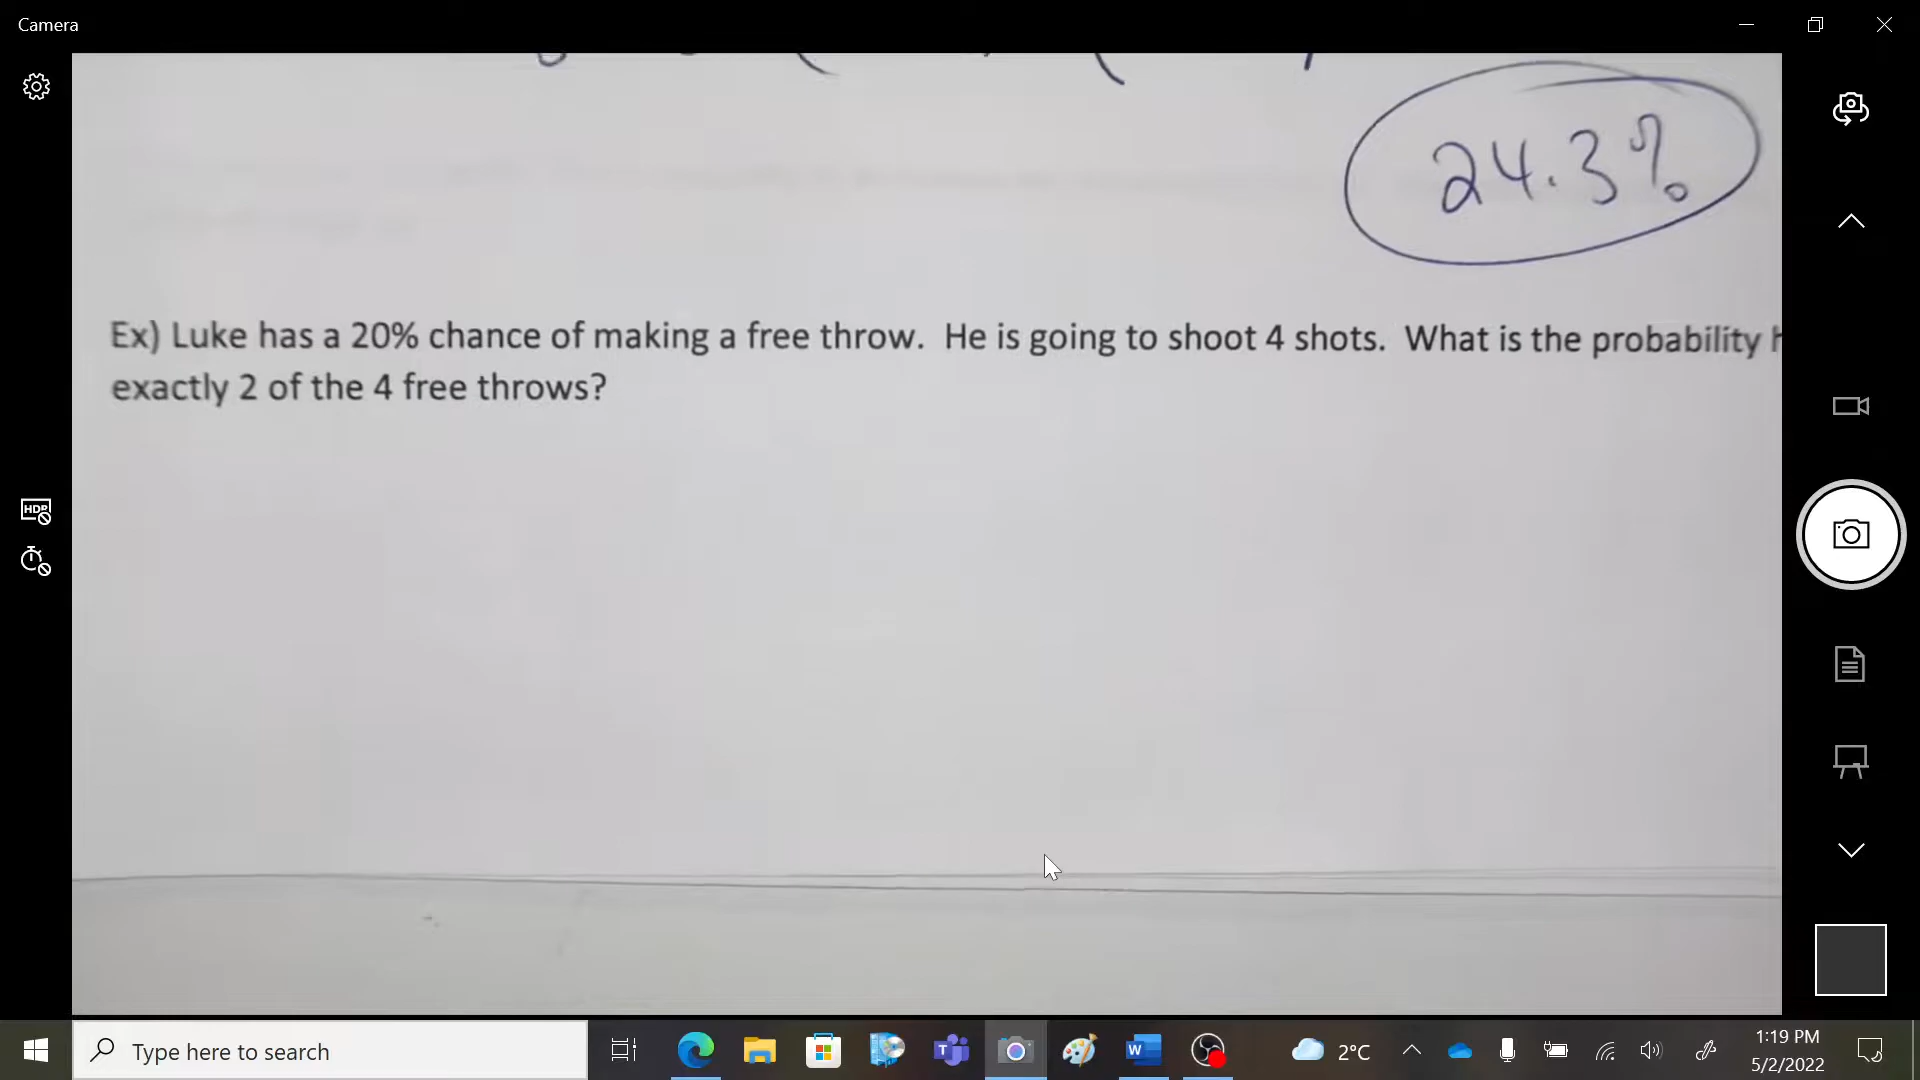 Camera
24.3%
Ex) Luke has a 20% chance of making a free throw. He is going to shoot 4 shots. What is the probability
exactly 2 of the 4 free throws?
HDR
Type here to search
2°C
1:19 PM
5/2/2022